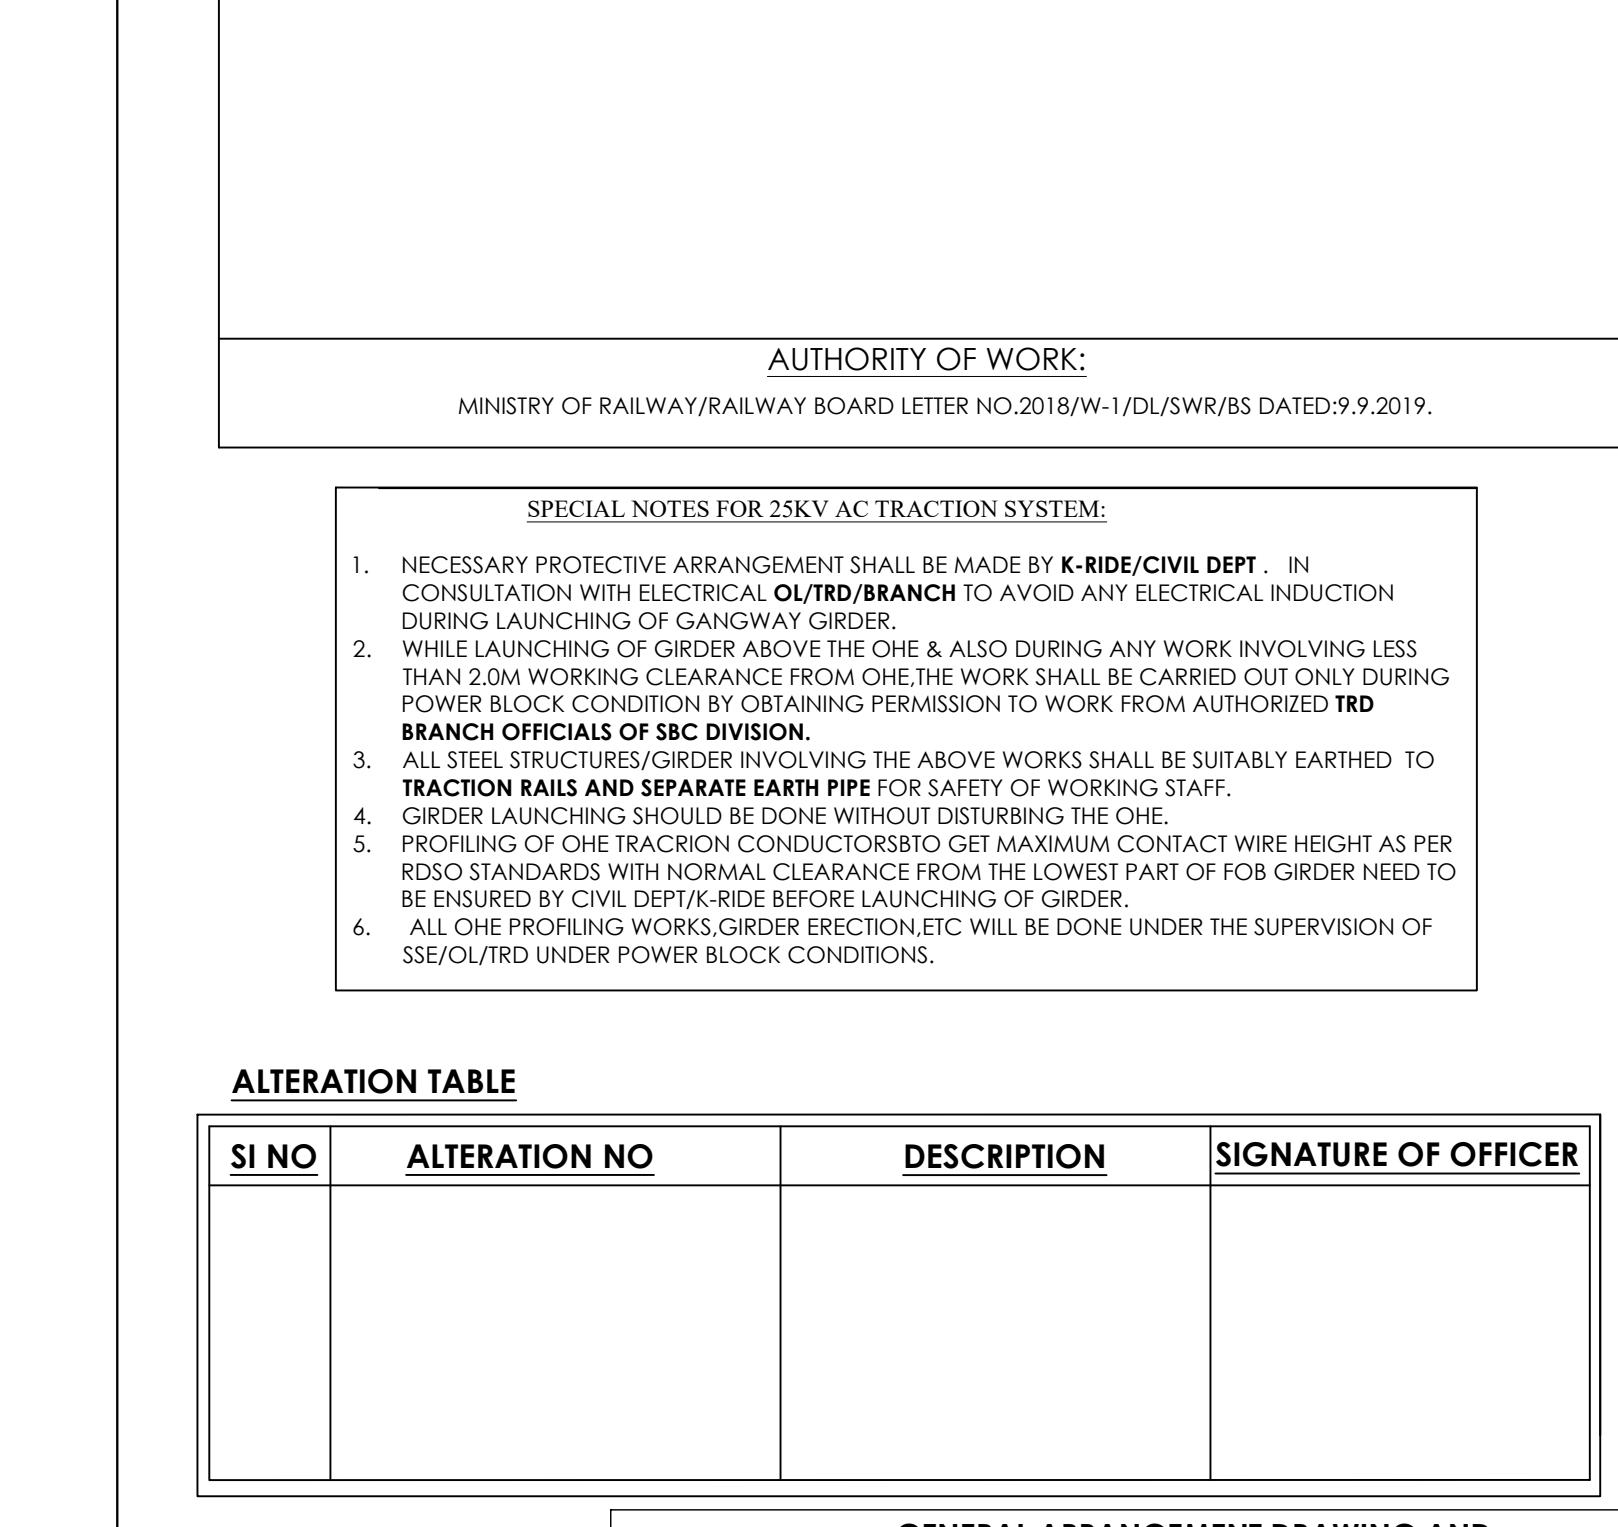 AUTHORITY OF WORK:
MINISTRY OF RAILWAY/RAILWAY BOARD LETTER NO.2018/W-1/DL/SWR/BS DATED:9.9.2019.
SPECIAL NOTES FOR 25KV AC TRACTION SYSTEM:
1. NECESSARY PROTECTIVE ARRANGEMENT SHALL BE MADE BY K-RIDE/CIVIL DEPT . IN
CONSULTATION WITH ELECTRICAL OL/TRD/BRANCH TO AVOID ANY ELECTRICAL INDUCTION
DURING LAUNCHING OF GANGWAY GIRDER.
2. WHILE LAUNCHING OF GIRDER ABOVE THE OHE & ALSO DURING ANY WORK INVOLVING LESS
THAN 2.0M WORKING CLEARANCE FROM OHE,THE WORK SHALL BE CARRIED OUT ONLY DURING
POWER BLOCK CONDITION BY OBTAINING PERMISSION TO WORK FROM AUTHORIZED TRD
BRANCH OFFICIALS OF SBC DIVISION.
3. ALL STEEL STRUCTURES/GIRDER INVOLVING THE ABOVE WORKS SHALL BE SUITABLY EARTHED TO
TRACTION RAILS AND SEPARATE EARTH PIPE FOR SAFETY OF WORKING STAFF.
4. GIRDER LAUNCHING SHOULD BE DONE WITHOUT DISTURBING THE OHE.
5. PROFILING OF OHE TRACRION CONDUCTORSBTO GET MAXIMUM CONTACT WIRE HEIGHT AS PER
RDSO STANDARDS WITH NORMAL CLEARANCE FROM THE LOWEST PART OF FOB GIRDER NEED TO
BE ENSURED BY CIVIL DEPT/K-RIDE BEFORE LAUNCHING OF GIRDER.
6. ALL OHE PROFILING WORKS,GIRDER ERECTION,ETC WILL BE DONE UNDER THE SUPERVISION OF
SSE/OL/TRD UNDER POWER BLOCK CONDITIONS.
ALTERATION TABLE
SI NO ALTERATION NO DESCRIPTION SIGNATURE OF OFFICER
GENERAL ARRANGEMENT DRAWING AND